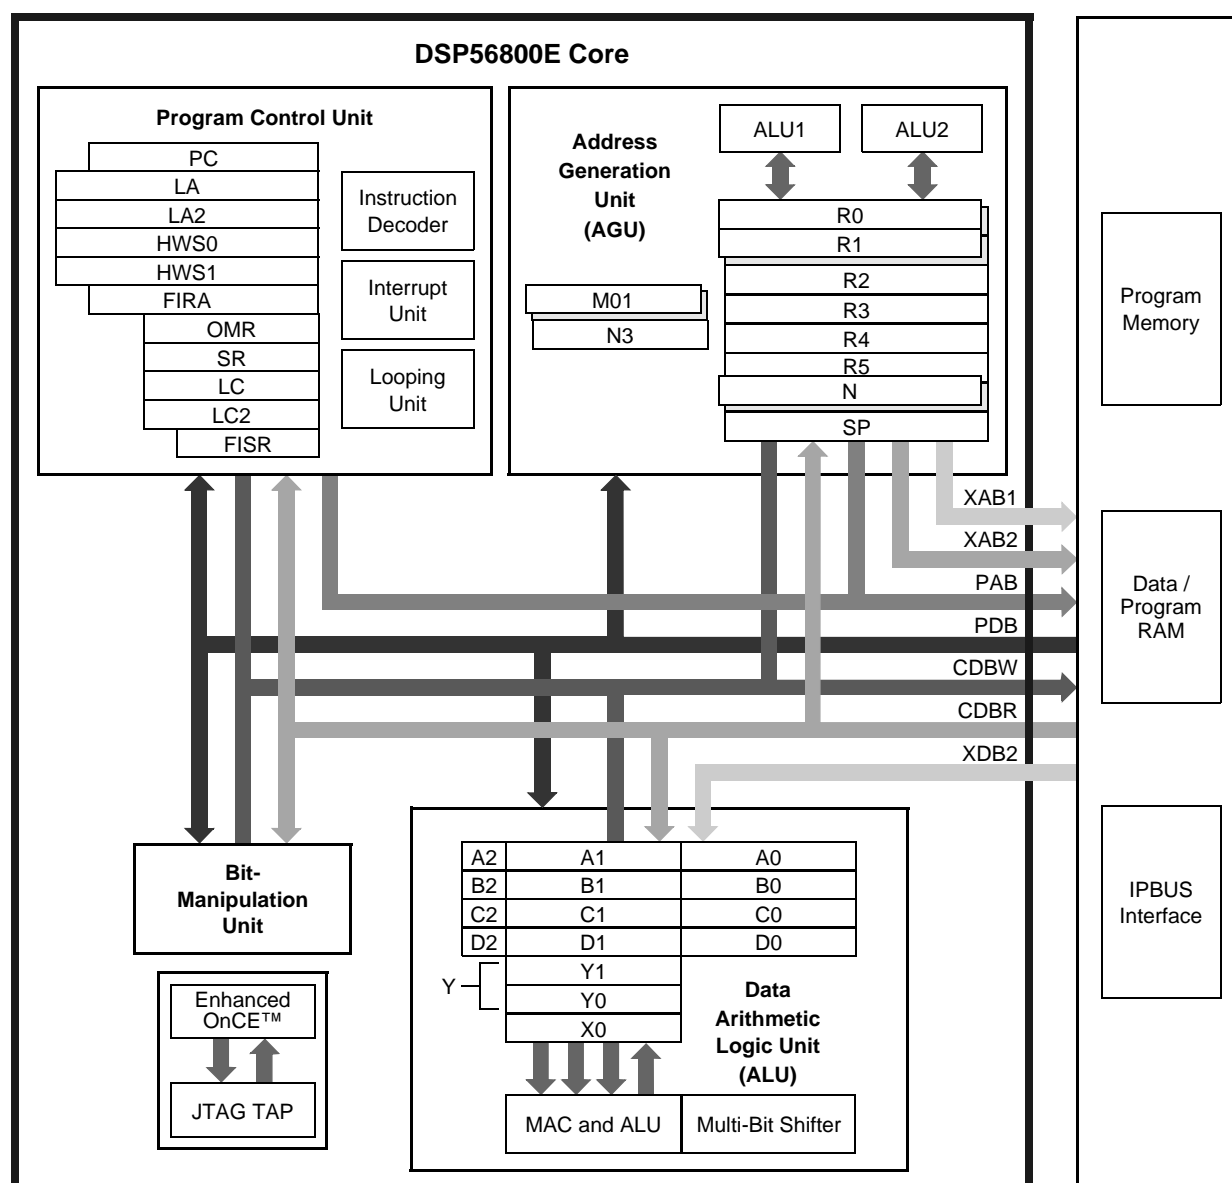 DSP56800E Core
Program Control Unit
PC
LA
LA2
HWS0
HWS1
FIRA
OMR
SR
LC
LC2
FISR
Instruction
Decoder
Interrupt
Unit
Looping
Unit
Address
Generation
Unit
(AGU)
ALU1
ALU2
R0
R1
R2
R3
R4
R5
N
SP
M01
N3
XAB1
XAB2
PAB
PDB
CDBW
CDBR
XDB2
Program
Memory
Data /
Program
RAM
IPBUS
Interface
Bit-
Manipulation
Unit
Enhanced
OnCE™
JTAG TAP
A2 A1 A0
B2 B1 B0
C2 C1 C0
D2 D1 D0
Y1
Y
Y0
X0
Data
Arithmetic
Logic Unit
(ALU)
MAC and ALU
Multi-Bit Shifter